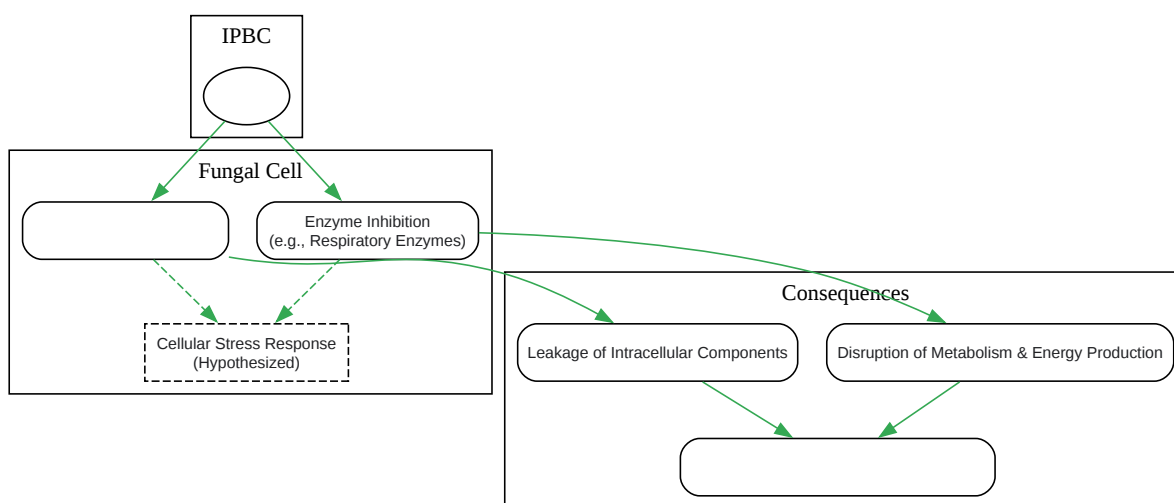 IPBC
Fungal Cell
Enzyme Inhibition
(e.g., Respiratory Enzymes)
Cellular Stress Response
(Hypothesized)
Consequences
Leakage of Intracellular Components
Disruption of Metabolism & Energy Production